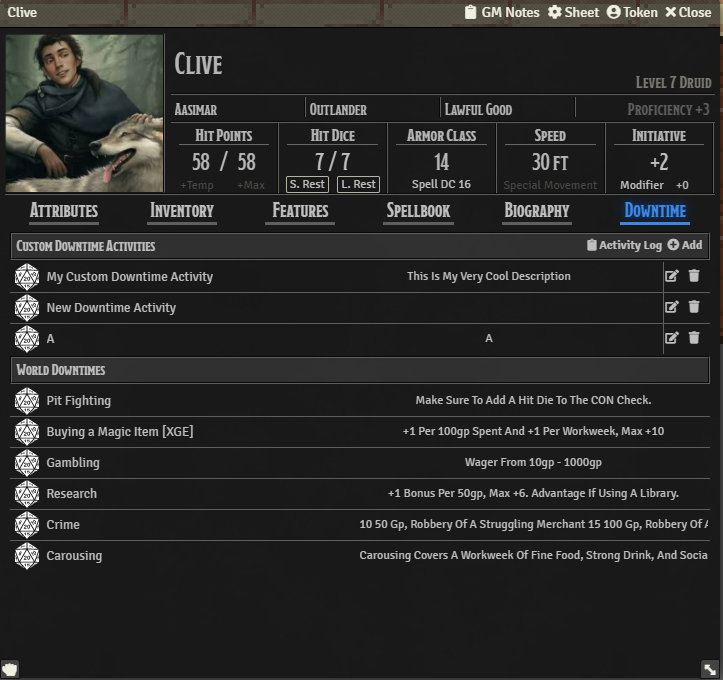 Clive
GM Notes Sheet Token Close
Clive
Level 7 Druid
Aasimar Outlander Lawful Good Proficiency +3
Hit Points Hit Dice Armor Class Speed Initiative
58 / 58 7 / 7 14 30 ft +2
+Temp +Max S. Rest L. Rest Spell DC 16 Special Movement Modifier +0
Attributes Inventory Features Spellbook Biography Downtime
Custom Downtime Activities Activity Log Add
My Custom Downtime Activity This Is My Very Cool Description
New Downtime Activity
A A
World Downtimes
Pit Fighting Make Sure To Add A Hit Die To The CON Check.
Buying a Magic Item [XGE] +1 Per 100gp Spent And +1 Per Workweek, Max +10
Gambling Wager From 10gp - 1000gp
Research +1 Bonus Per 50gp, Max +6. Advantage If Using A Library.
Crime 10 50 Gp, Robbery Of A Struggling Merchant 15 100 Gp, Robbery Of A
Carousing Carousing Covers A Workweek Of Fine Food, Strong Drink, And Socia